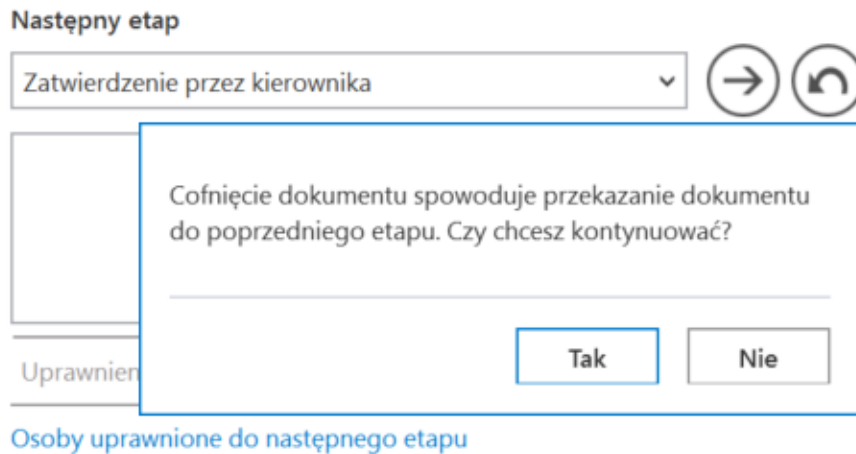 Następny etap
Zatwierdzenie przez kierownika
Cofnięcie dokumentu spowoduje przekazanie dokumentu
do poprzedniego etapu. Czy chcesz kontynuować?
Tak Nie
Uprawnien
Osoby uprawnione do następnego etapu